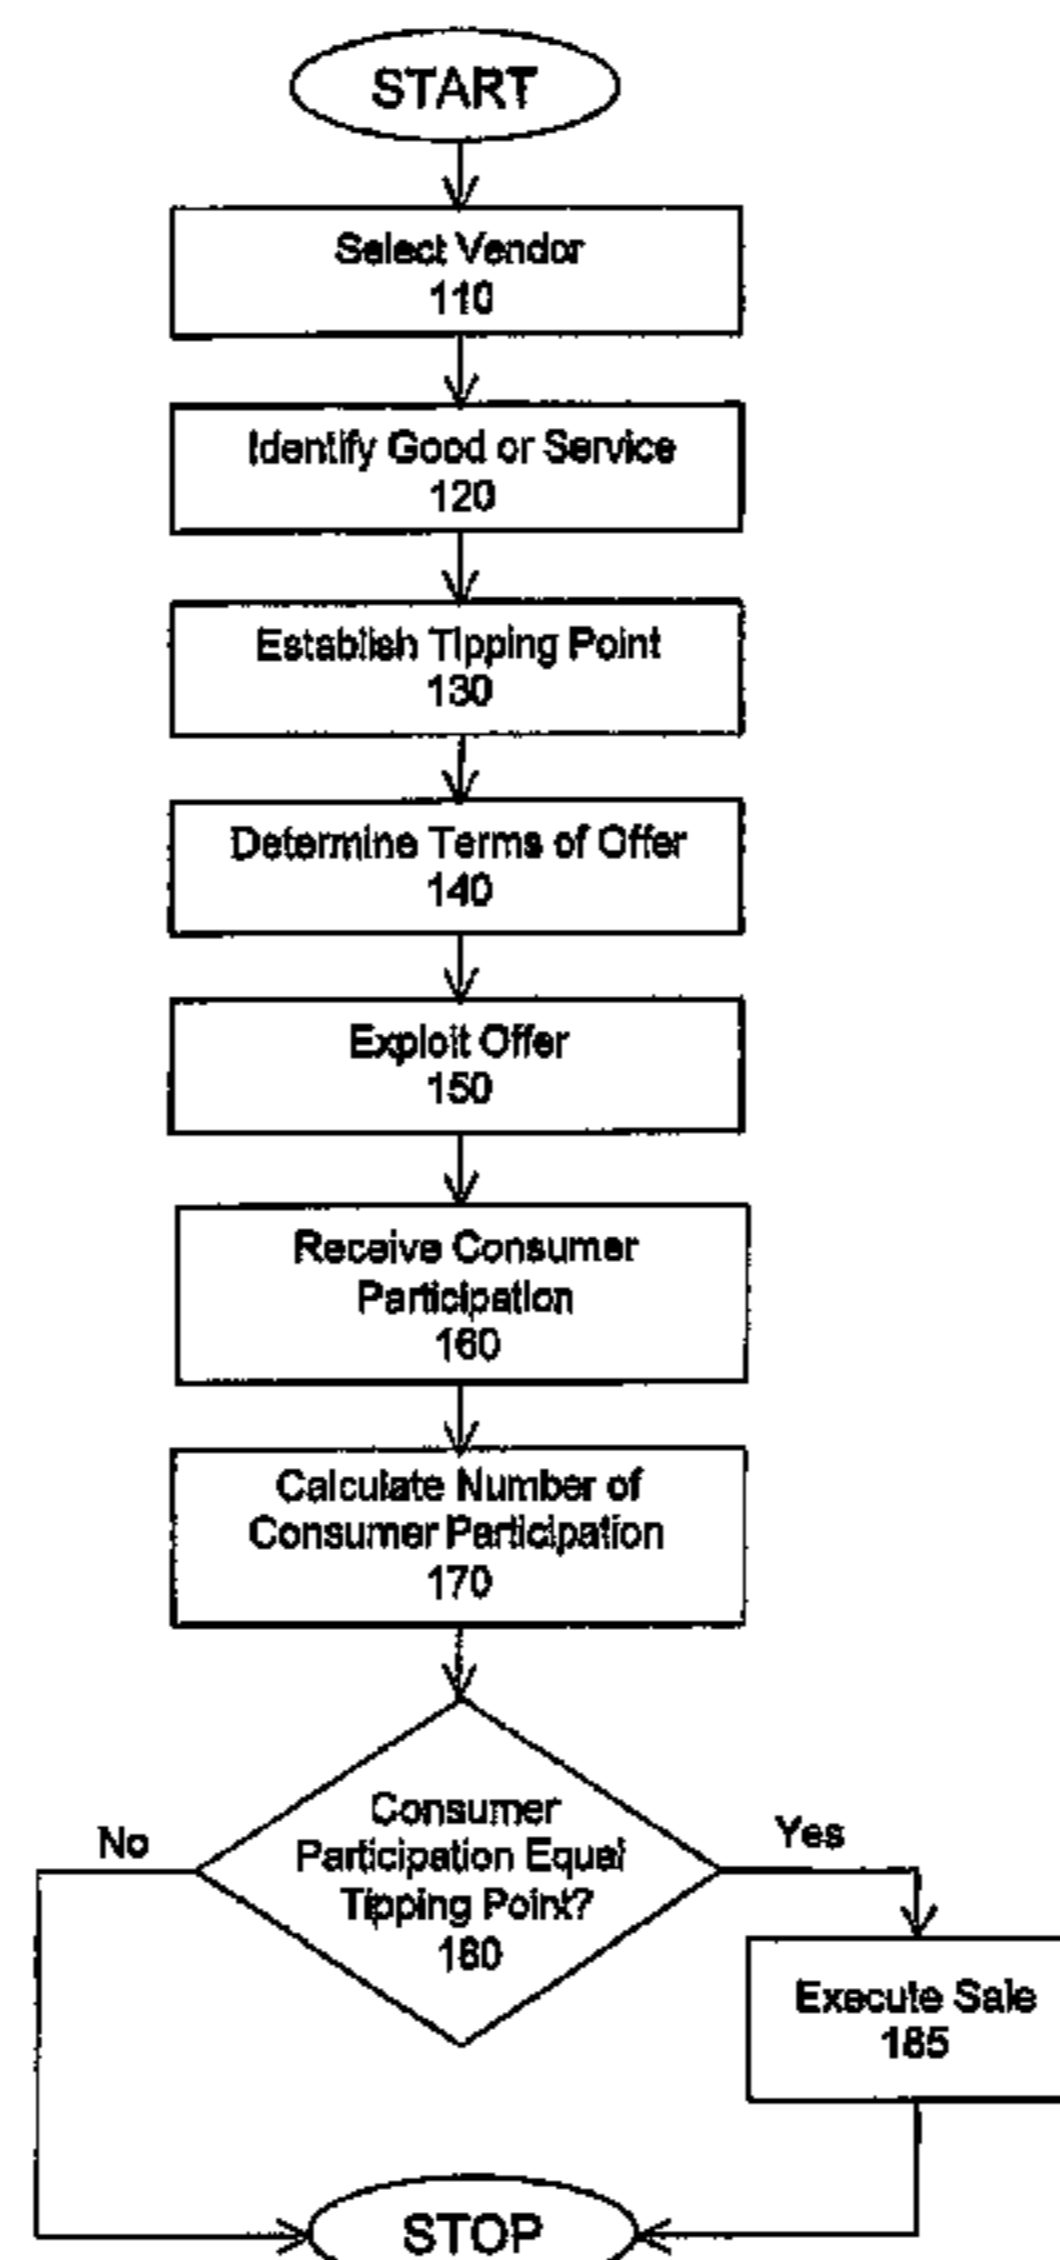 START
Select Vendor
110
Identify Good or Service
120
Establish Tipping Point
130
Determine Terms of Offer
140
Exploit Offer
150
Receive Consumer
Participation
160
Calculate Number of
Consumer Participation
170
Consumer
Participation Equal
Tipping Point?
180
No
Yes
Execute Sale
185
STOP